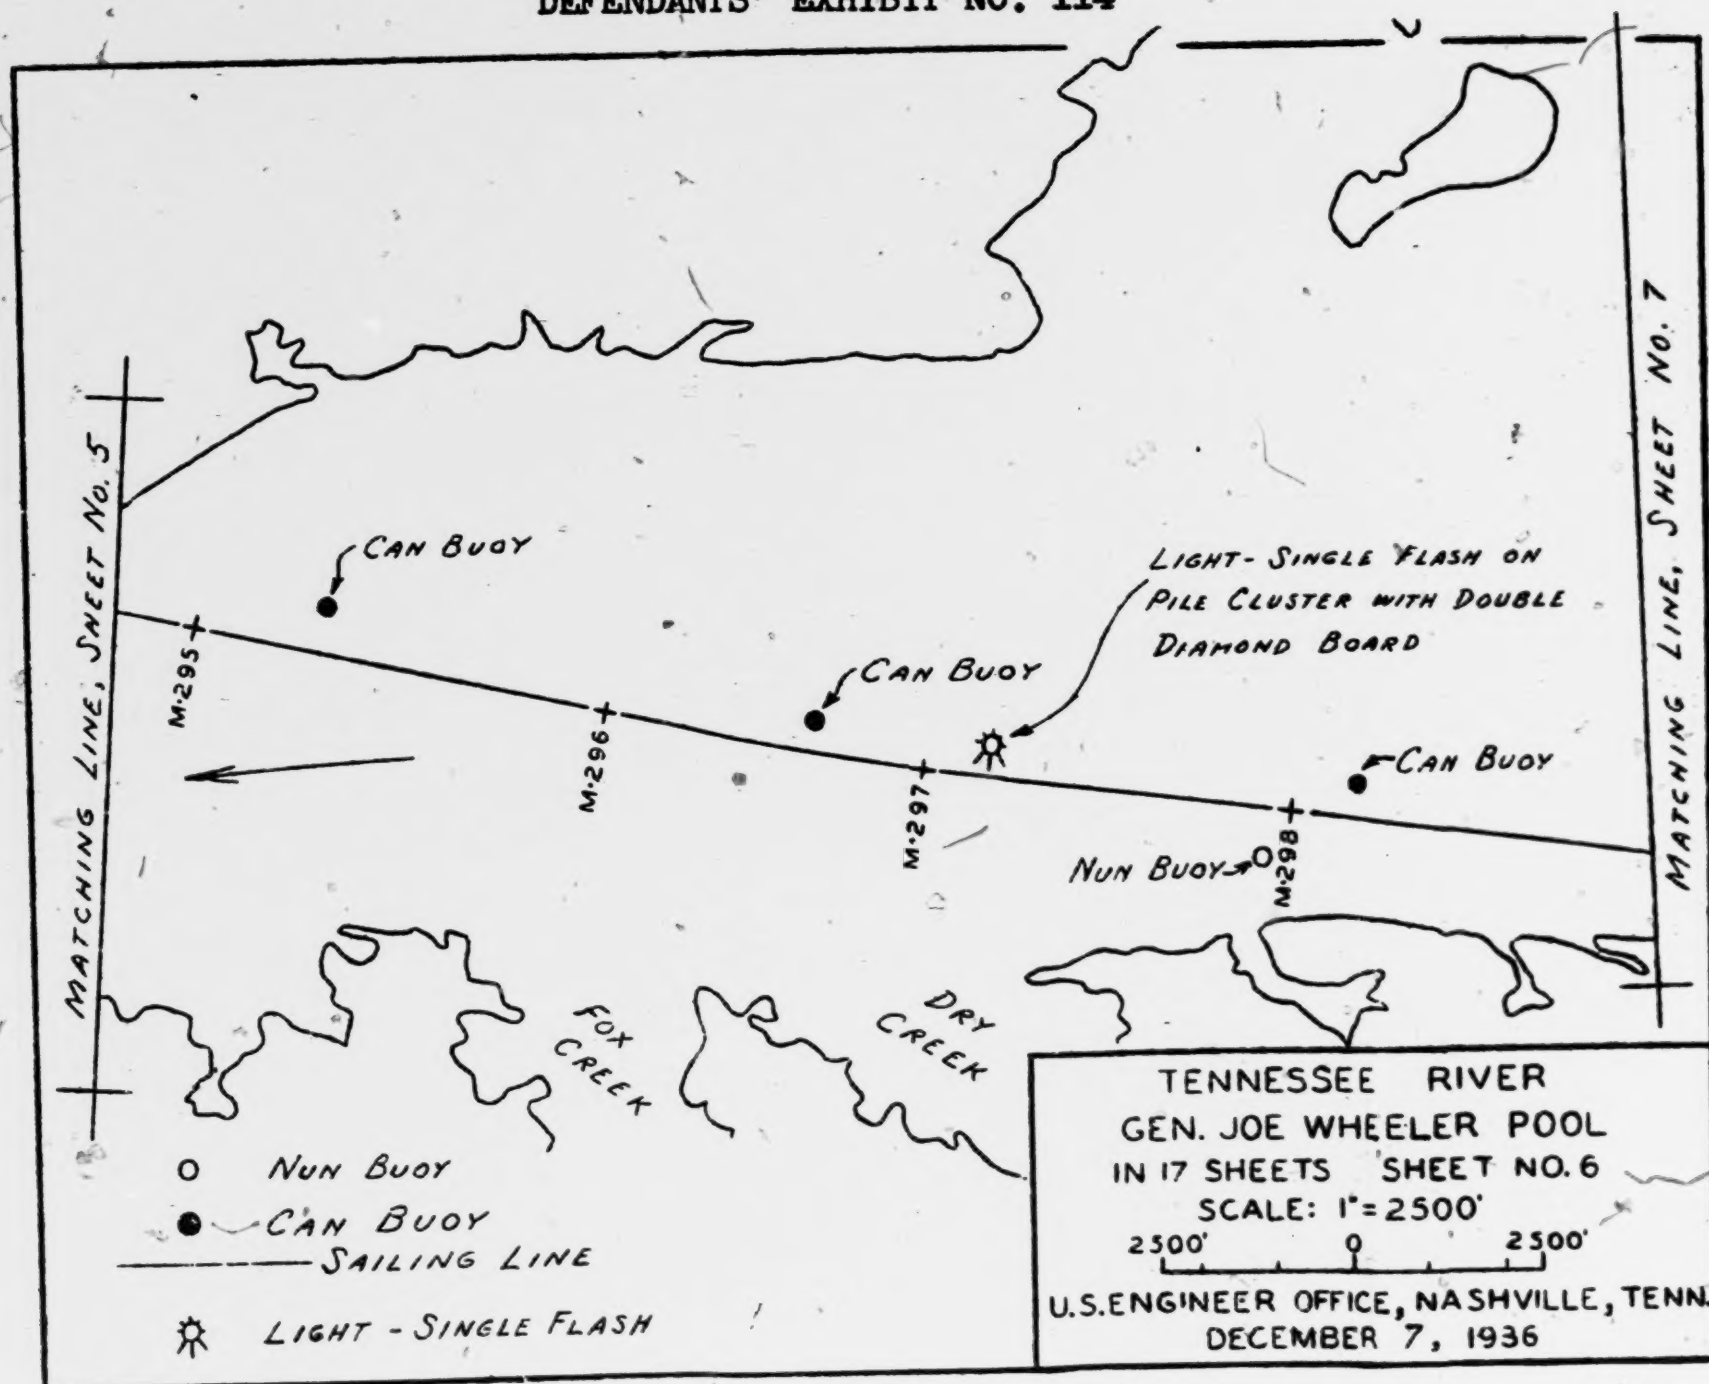 DEFENDANTS' EXHIBIT NO. 114
MATCHING LINE, SHEET NO. 5
MATCHING LINE, SHEET NO. 7
CAN BUOY
LIGHT - SINGLE FLASH ON
PILE CLUSTER WITH DOUBLE
DIAMOND BOARD
CAN BUOY
CAN BUOY
NUN BUOY
M·295
M·296
M·297
M·298
FOX
CREEK
DRY
CREEK
NUN BUOY
CAN BUOY
SAILING LINE
LIGHT - SINGLE FLASH
TENNESSEE RIVER
GEN. JOE WHEELER POOL
IN 17 SHEETS SHEET NO. 6
SCALE: 1"=2500'
2500' 0 2500'
U.S. ENGINEER OFFICE, NASHVILLE, TENN.
DECEMBER 7, 1936